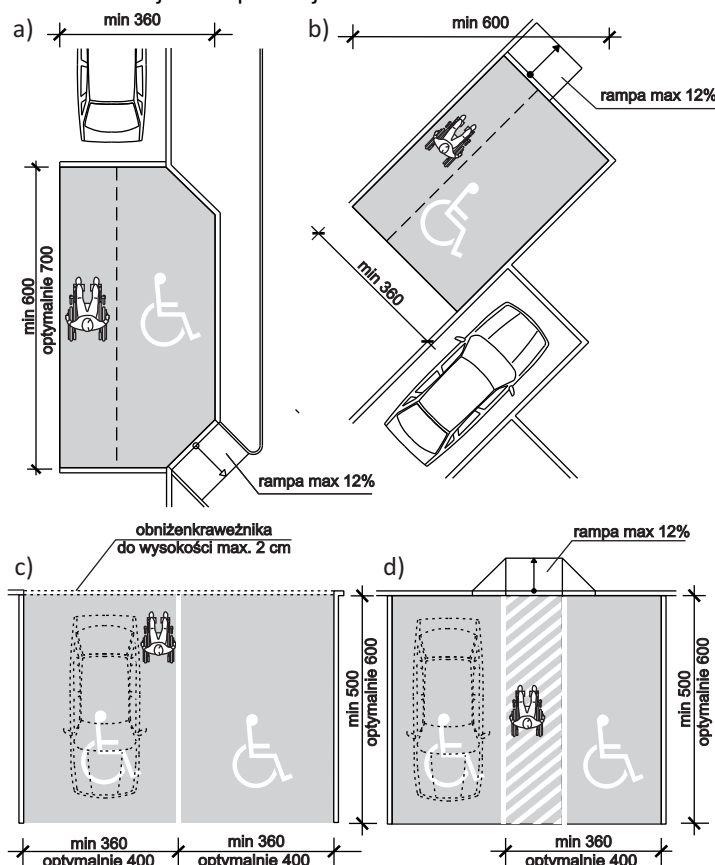 a)
min 360
b)
min 600
rampa max 12%
min 600
optymalnie 700
min 360
rampa max 12%
obniżenkraweżnika
do wysokości max. 2 cm
rampa max 12%
c)
d)
min 500
optymalnie 600
min 500
optymalnie 600
min 360
optymalnie 400
min 360
optymalnie 400
min 360
optymalnie 400